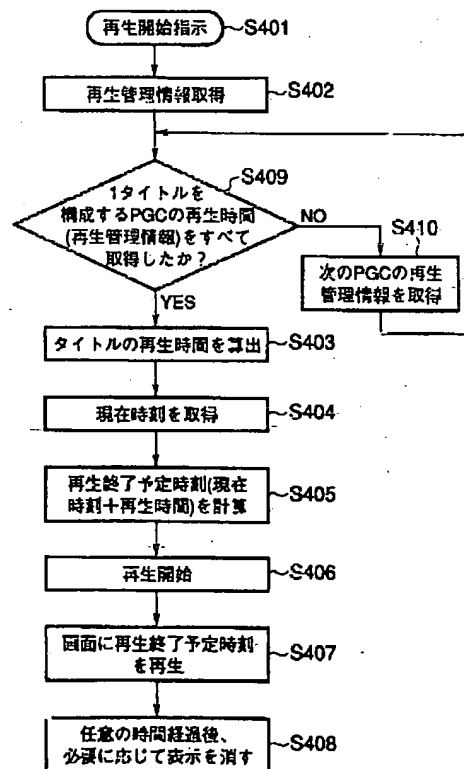 再生開始指示
S401
再生管理情報取得
S402
1タイトルを
構成するPGCの再生時間
(再生管理情報)をすべて
取得したか?
S409
NO
S410
次のPGCの再生
管理情報を取得
YES
タイトルの再生時間を算出
S403
現在時刻を取得
S404
再生終了予定時刻(現在
時刻+再生時間)を計算
S405
再生開始
S406
画面に再生終了予定時刻
を再生
S407
任意の時間経過後、
必要に応じて表示を消す
S408